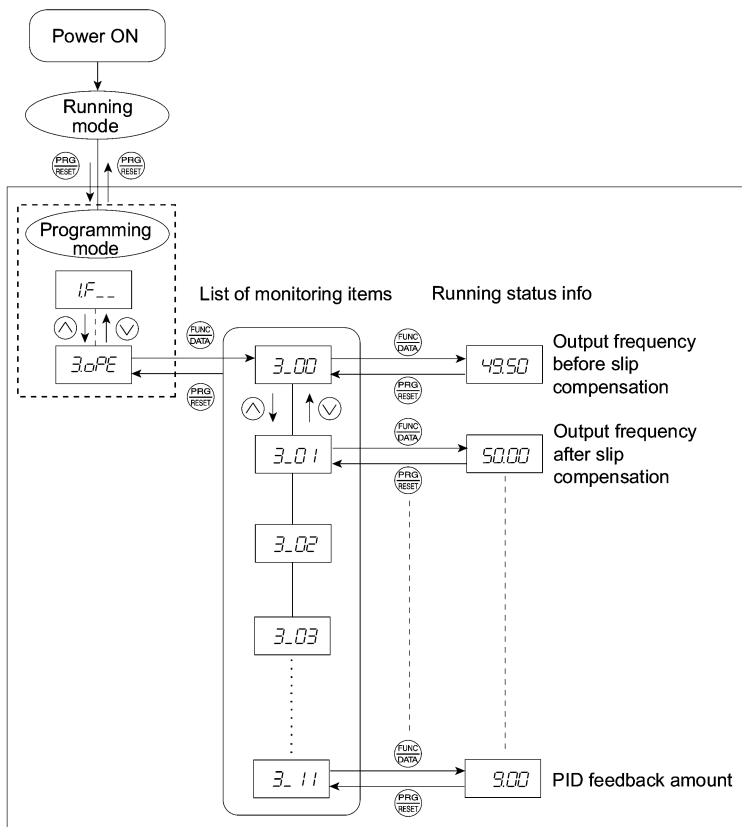 Power ON
Running
mode
PRG
RESET
PRG
RESET
Programming
mode
1.F__
3.oPE
List of monitoring items
Running status info
FUNC
DATA
PRG
RESET
3_00
FUNC
DATA
PRG
RESET
49.50
Output frequency
before slip
compensation
3_01
FUNC
DATA
PRG
RESET
50.00
Output frequency
after slip
compensation
3_02
3_03
3_11
FUNC
DATA
PRG
RESET
9.00
PID feedback amount